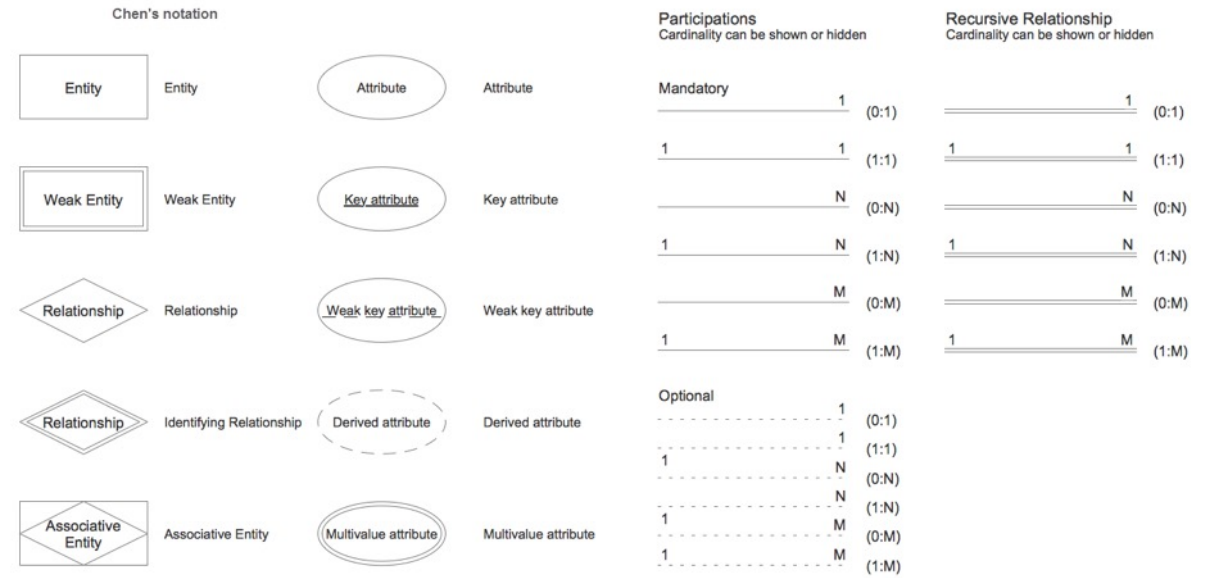 Chen's notation
Entity
Entity
Attribute
Attribute
Weak Entity
Weak Entity
Key attribute
Key attribute
Relationship
Relationship
Weak key attribute
Weak key attribute
Relationship
Identifying Relationship
Derived attribute
Derived attribute
Associative
Entity
Associative Entity
Multivalue attribute
Multivalue attribute
Participations
Cardinality can be shown or hidden
Mandatory
1
(0:1)
1 1
(1:1)
N
(0:N)
1 N
(1:N)
M
(0:M)
1 M
(1:M)
Optional
1
(0:1)
1
(1:1)
1
N
(0:N)
N
(1:N)
1
M
(0:M)
1 M
(1:M)
Recursive Relationship
Cardinality can be shown or hidden
1
(0:1)
1 1
(1:1)
N
(0:N)
1 N
(1:N)
M
(0:M)
1 M
(1:M)